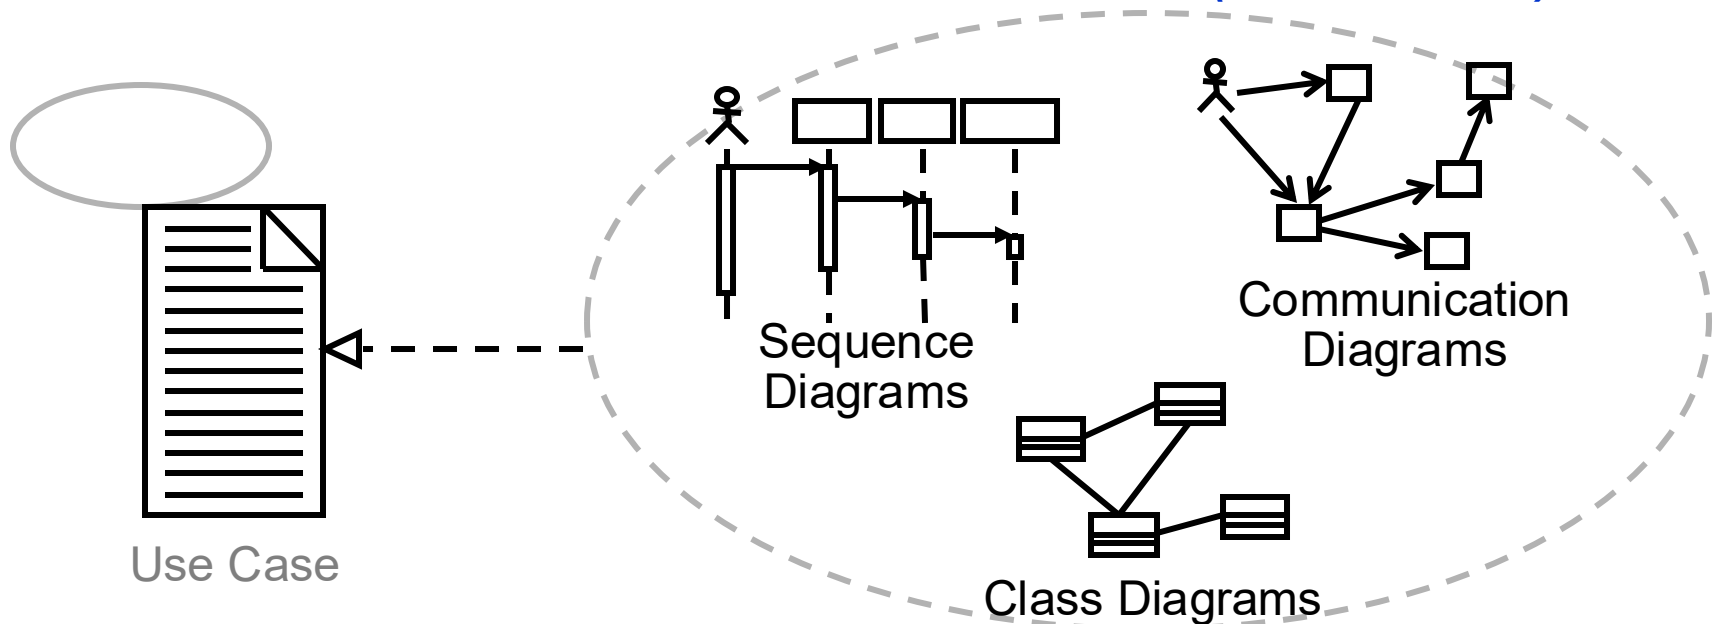 Sequence
Diagrams
Communication
Diagrams
Use Case
Class Diagrams